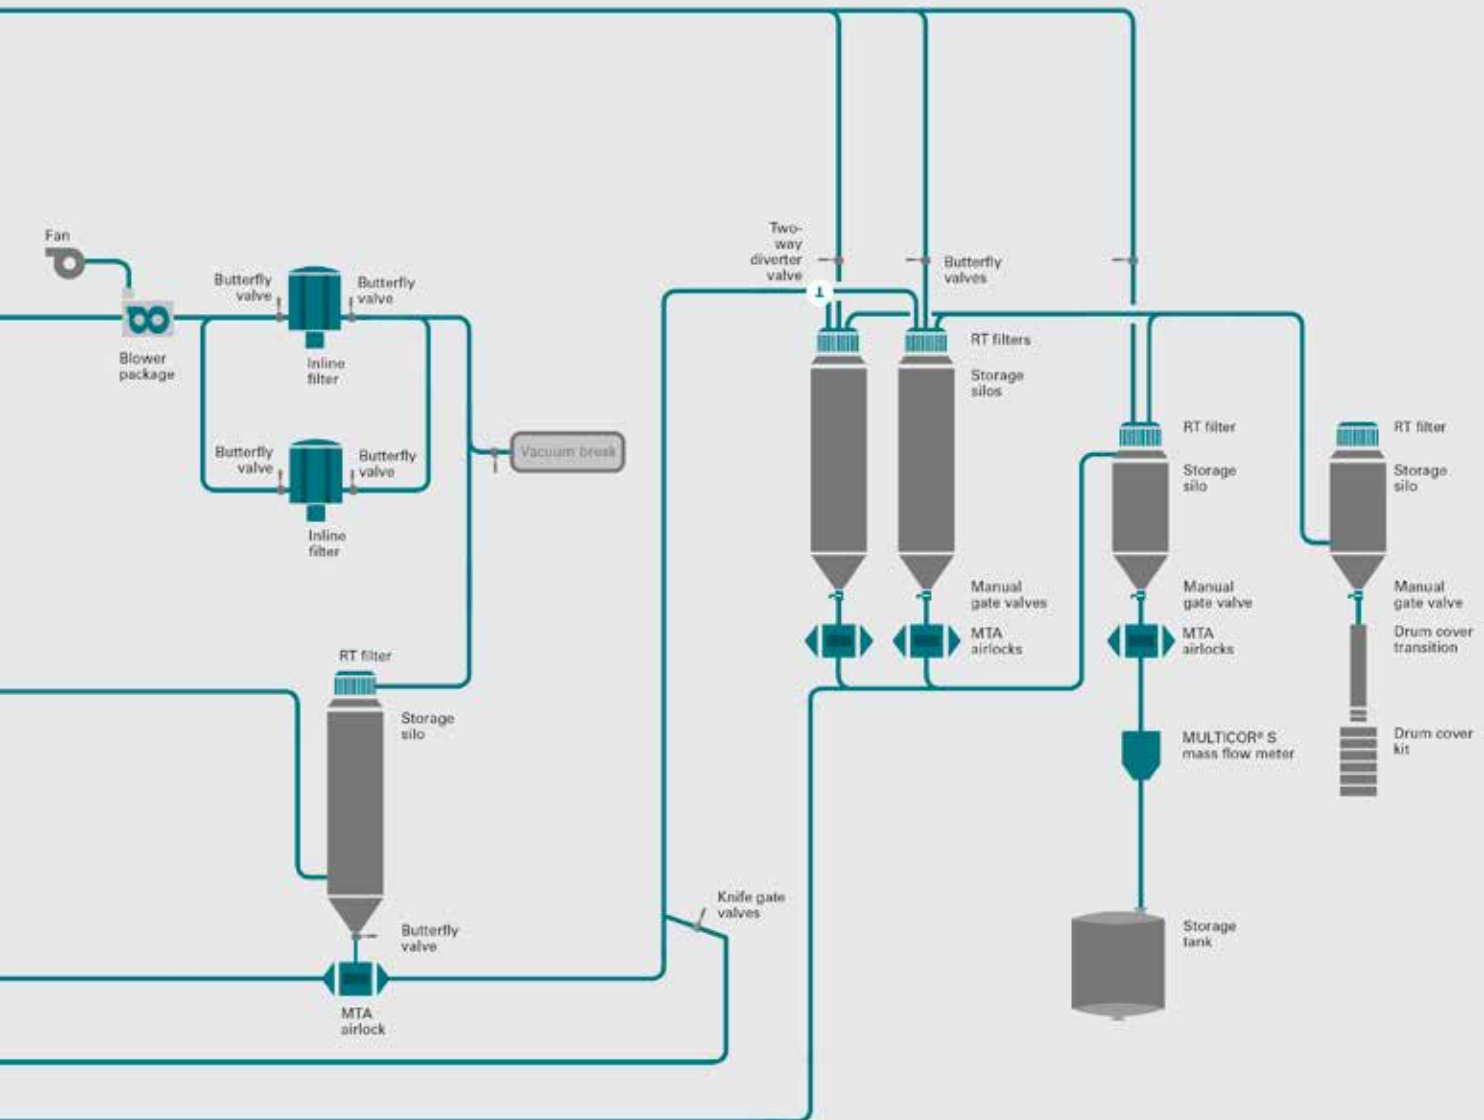 Fan
Butterfly
valve
Butterfly
valve
Blower
package
Inline
filter
Butterfly
valve
Butterfly
valve
Inline
filter
Vacuum break
RT filter
Storage
silo
Butterfly
valve
MTA
airlock
Knife gate
valves
Two-
way
diverter
valve
Butterfly
valves
RT filters
Storage
silos
Manual
gate valves
MTA
airlocks
RT filter
Storage
silo
Manual
gate valve
MTA
airlocks
MULTICOR® S
mass flow meter
Storage
tank
RT filter
Storage
silo
Manual
gate valve
Drum cover
transition
Drum cover
kit